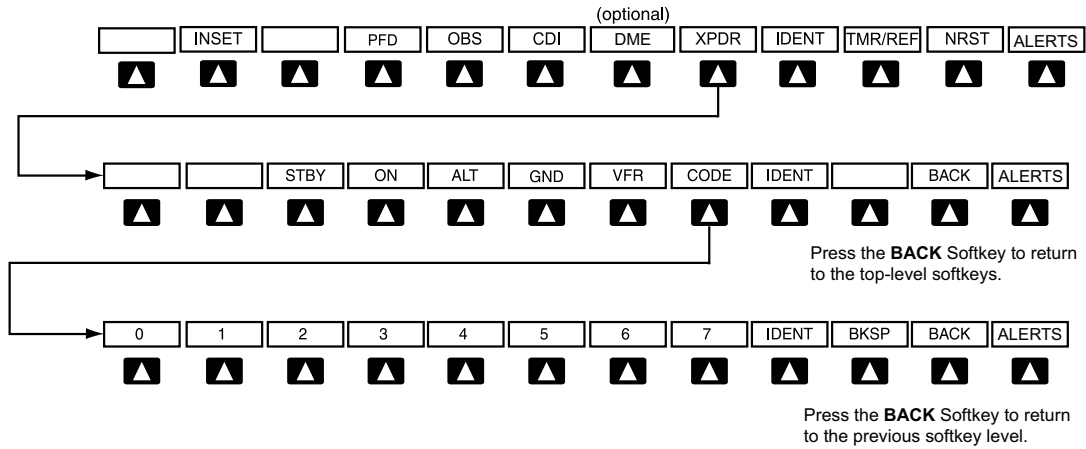 (optional)
INSET PFD OBS CDI DME XPDR IDENT TMR/REF NRST ALERTS
STBY ON ALT GND VFR CODE IDENT BACK ALERTS
Press the BACK Softkey to return
to the top-level softkeys.
0 1 2 3 4 5 6 7 IDENT BKSP BACK ALERTS
Press the BACK Softkey to return
to the previous softkey level.